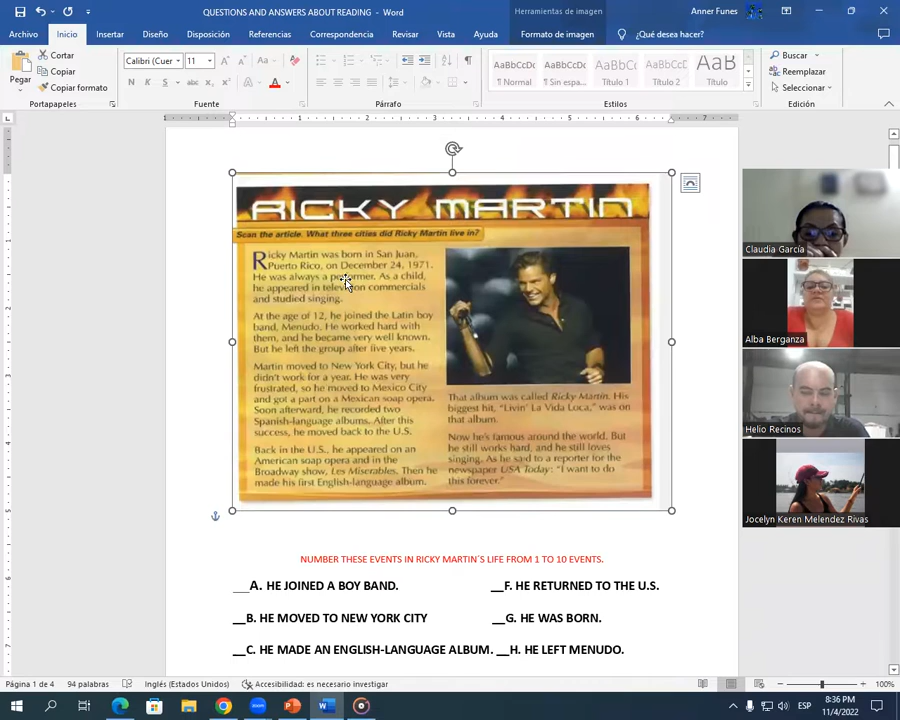 QUESTIONS AND ANSWERS ABOUT READING - Word
Herramientas de imagen
Anner Funes
Archivo Inicio Insertar Diseño Disposición Referencias Correspondencia Revisar Vista Ayuda Formato de imagen ¿Qué desea hacer?
Pegar
Cortar
Copiar
Copiar formato
Portapapeles
Calibri (Cuer 11
N K S
Fuente
Párrafo
AaBbCcDc AaBbCcDc AaBbCcDc AaBbCcDc AaB
¶ Normal ¶ Sin espa... Título 1 Título 2 Título
Estilos
Buscar
Reemplazar
Seleccionar
Edición
RICKY MARTIN
Scan the article. What three cities did Ricky Martin live in?
Ricky Martin was born in San Juan,
Puerto Rico, on December 24, 1971.
He was always a performer. As a child,
he appeared in television commercials
and studied singing.
At the age of 12, he joined the Latin boy
band, Menudo. He worked hard with
them, and he became very well known.
But he left the group after five years.
Martin moved to New York City, but he
didn't work for a year. He was very
frustrated, so he moved to Mexico City
and got a part on a Mexican soap opera.
Soon afterward, he recorded two
Spanish-language albums. After this
success, he moved back to the U.S.
Back in the U.S., he appeared on an
American soap opera and in the
Broadway show, Les Miserables. Then he
made his first English-language album.
That album was called Ricky Martin. His
biggest hit, "Livin' La Vida Loca," was on
that album.
Now he's famous around the world. But
he still works hard, and he still loves
singing. As he said to a reporter for the
newspaper USA Today: "I want to do
this forever."
NUMBER THESE EVENTS IN RICKY MARTIN´S LIFE FROM 1 TO 10 EVENTS.
___A. HE JOINED A BOY BAND. __F. HE RETURNED TO THE U.S.
__B. HE MOVED TO NEW YORK CITY __G. HE WAS BORN.
__C. HE MADE AN ENGLISH-LANGUAGE ALBUM. __H. HE LEFT MENUDO.
Claudia García
Alba Berganza
Helio Recinos
Jocelyn Keren Melendez Rivas
Página 1 de 4 94 palabras Inglés (Estados Unidos) Accesibilidad: es necesario investigar 100%
ESP
8:36 PM
11/4/2022